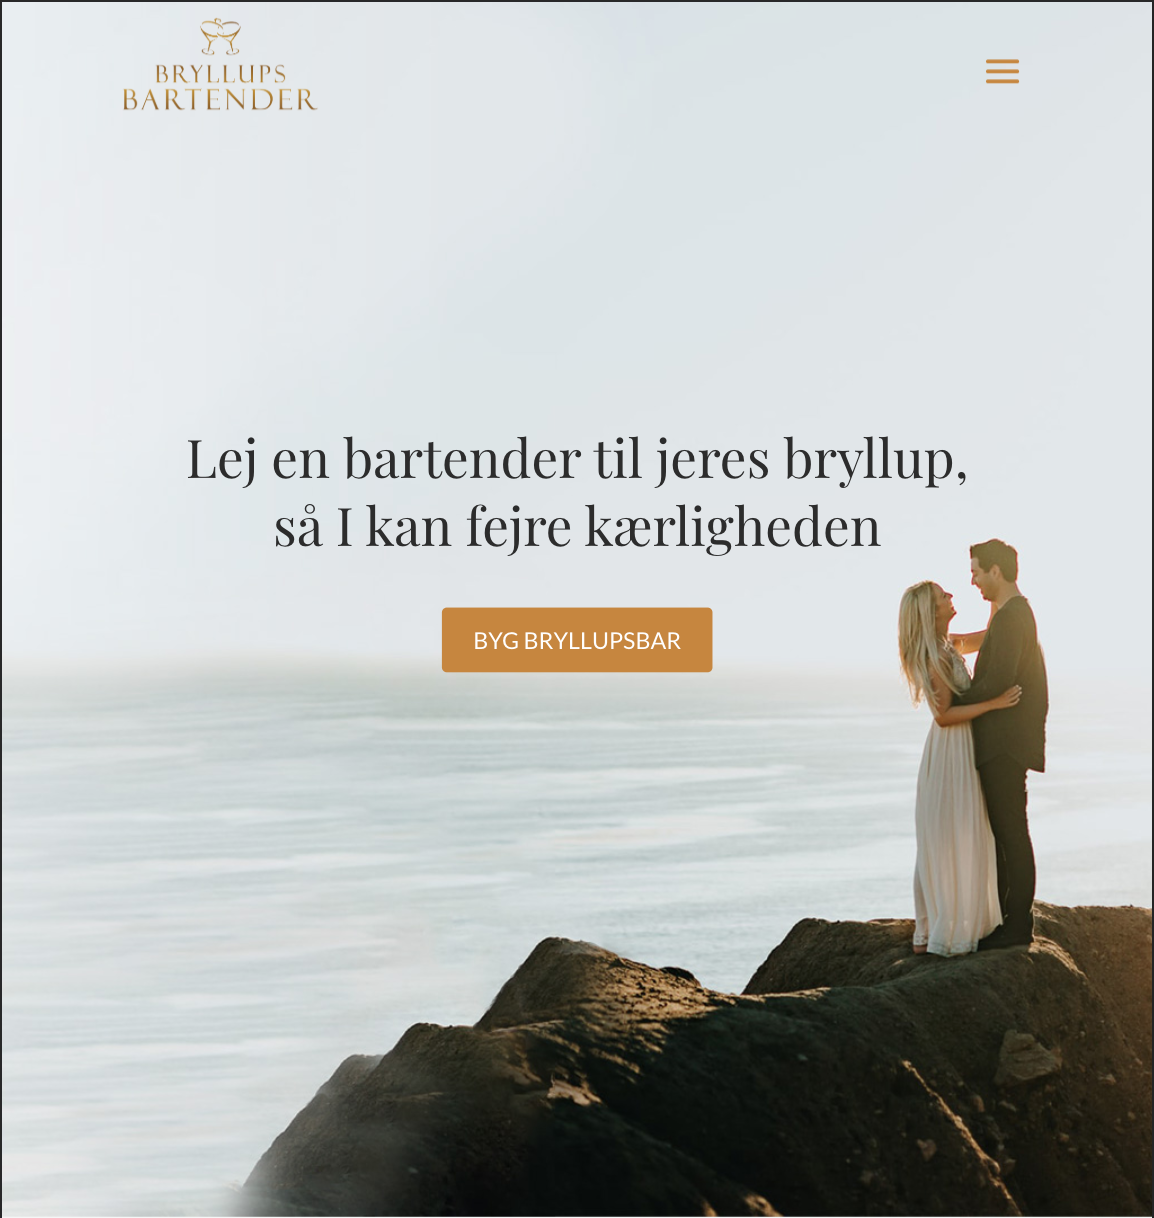 BRYLLUPS
BARTENDER
Lej en bartender til jeres bryllup,
så I kan fejre kærligheden
BYG BRYLLUPSBAR